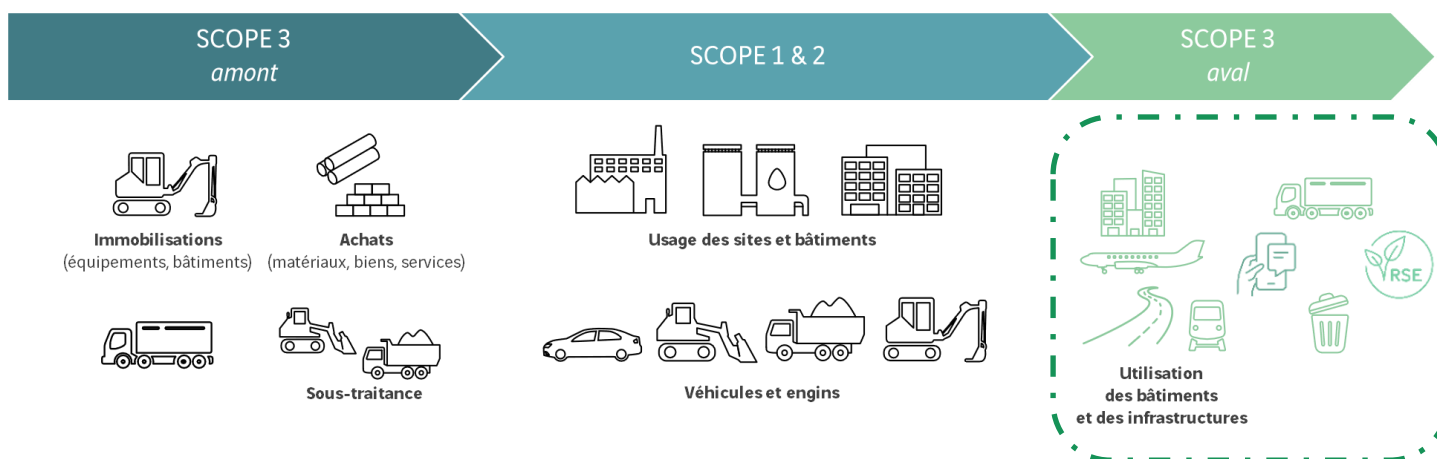 SCOPE 3
amont
SCOPE 1 & 2
SCOPE 3
aval
Immobilisations
(équipements, bâtiments)
Achats
(matériaux, biens, services)
Usage des sites et bâtiments
RSE
Sous-traitance
Véhicules et engins
Utilisation
des bâtiments
et des infrastructures